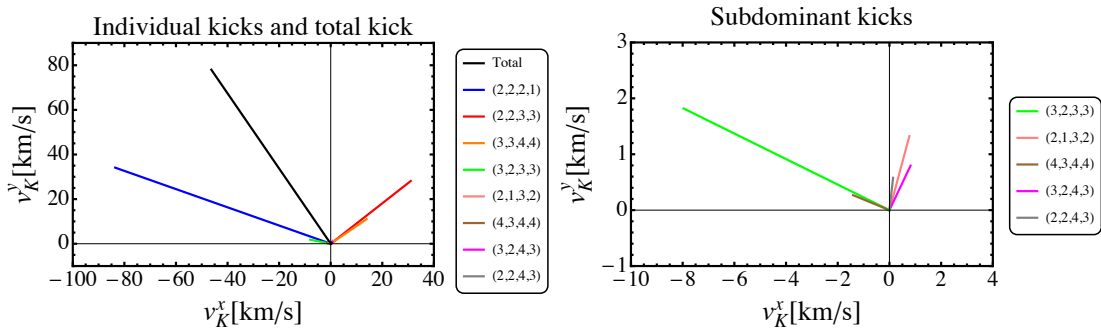 Individual kicks and total kick
80
60
40
20
0
−100 −80 −60 −40 −20 0 20 40
v_K^y[km/s]
v_K^x[km/s]
Total
(2,2,2,1)
(2,2,3,3)
(3,3,4,4)
(3,2,3,3)
(2,1,3,2)
(4,3,4,4)
(3,2,4,3)
(2,2,4,3)
Subdominant kicks
3
2
1
0
−1
−8 −6 −4 −2 0 2 4
v_K^y[km/s]
v_K^x[km/s]
(3,2,3,3)
(2,1,3,2)
(4,3,4,4)
(3,2,4,3)
(2,2,4,3)